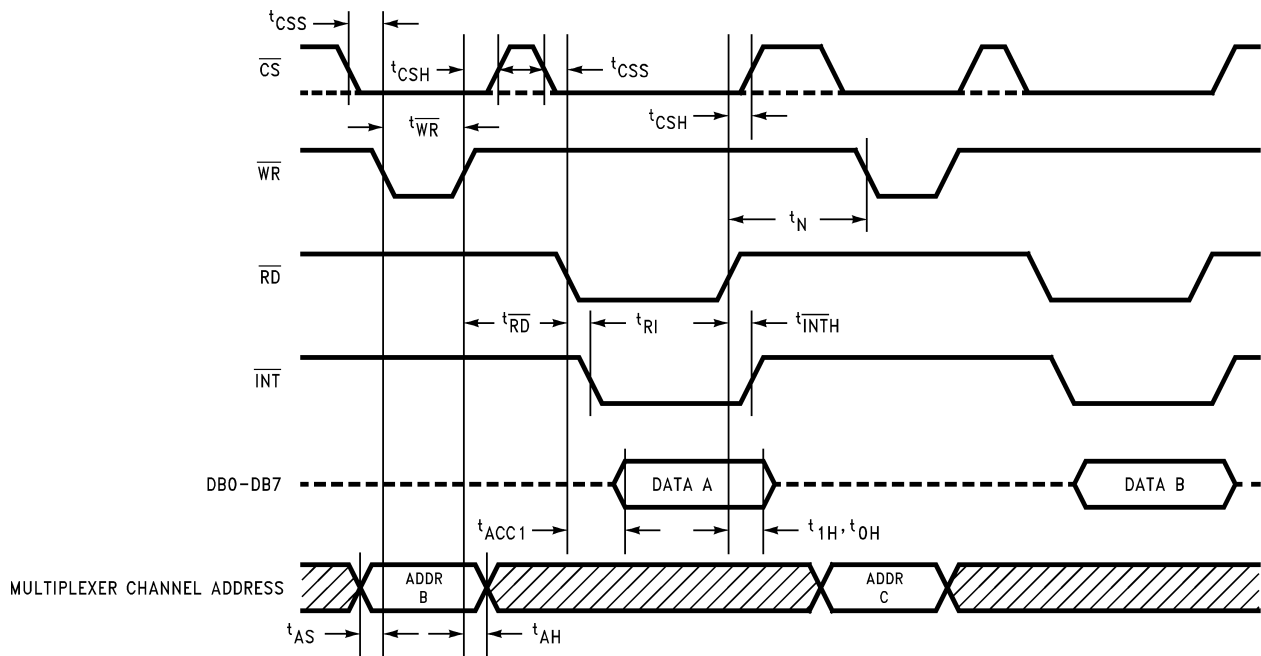 tCSS
CS
tCSH
tCSS
tWR
tCSH
WR
tN
RD
tRD
tRI
tINTH
INT
DB0-DB7
DATA A
DATA B
tACC1
t1H, t0H
MULTIPLEXER CHANNEL ADDRESS
ADDR
B
ADDR
C
tAS
tAH